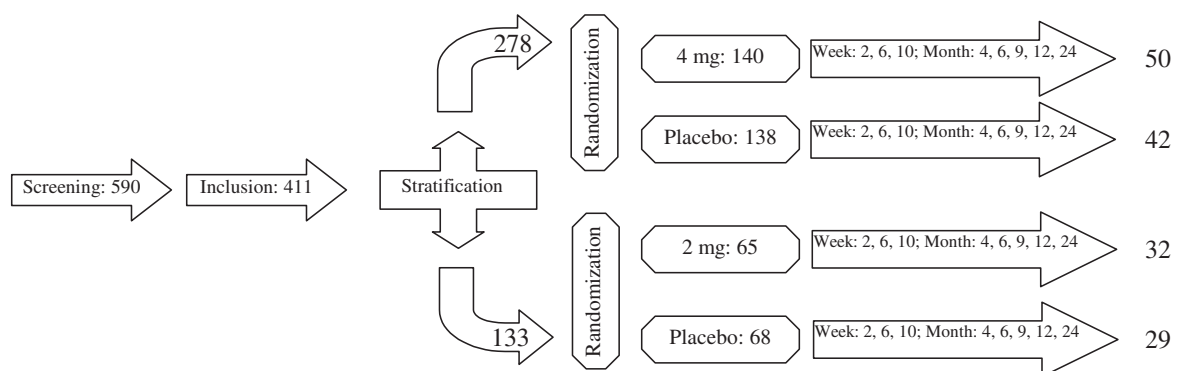 Screening: 590
Inclusion: 411
Stratification
278
Randomization
4 mg: 140
Week: 2, 6, 10; Month: 4, 6, 9, 12, 24
50
Placebo: 138
Week: 2, 6, 10; Month: 4, 6, 9, 12, 24
42
133
Randomization
2 mg: 65
Week: 2, 6, 10; Month: 4, 6, 9, 12, 24
32
Placebo: 68
Week: 2, 6, 10; Month: 4, 6, 9, 12, 24
29